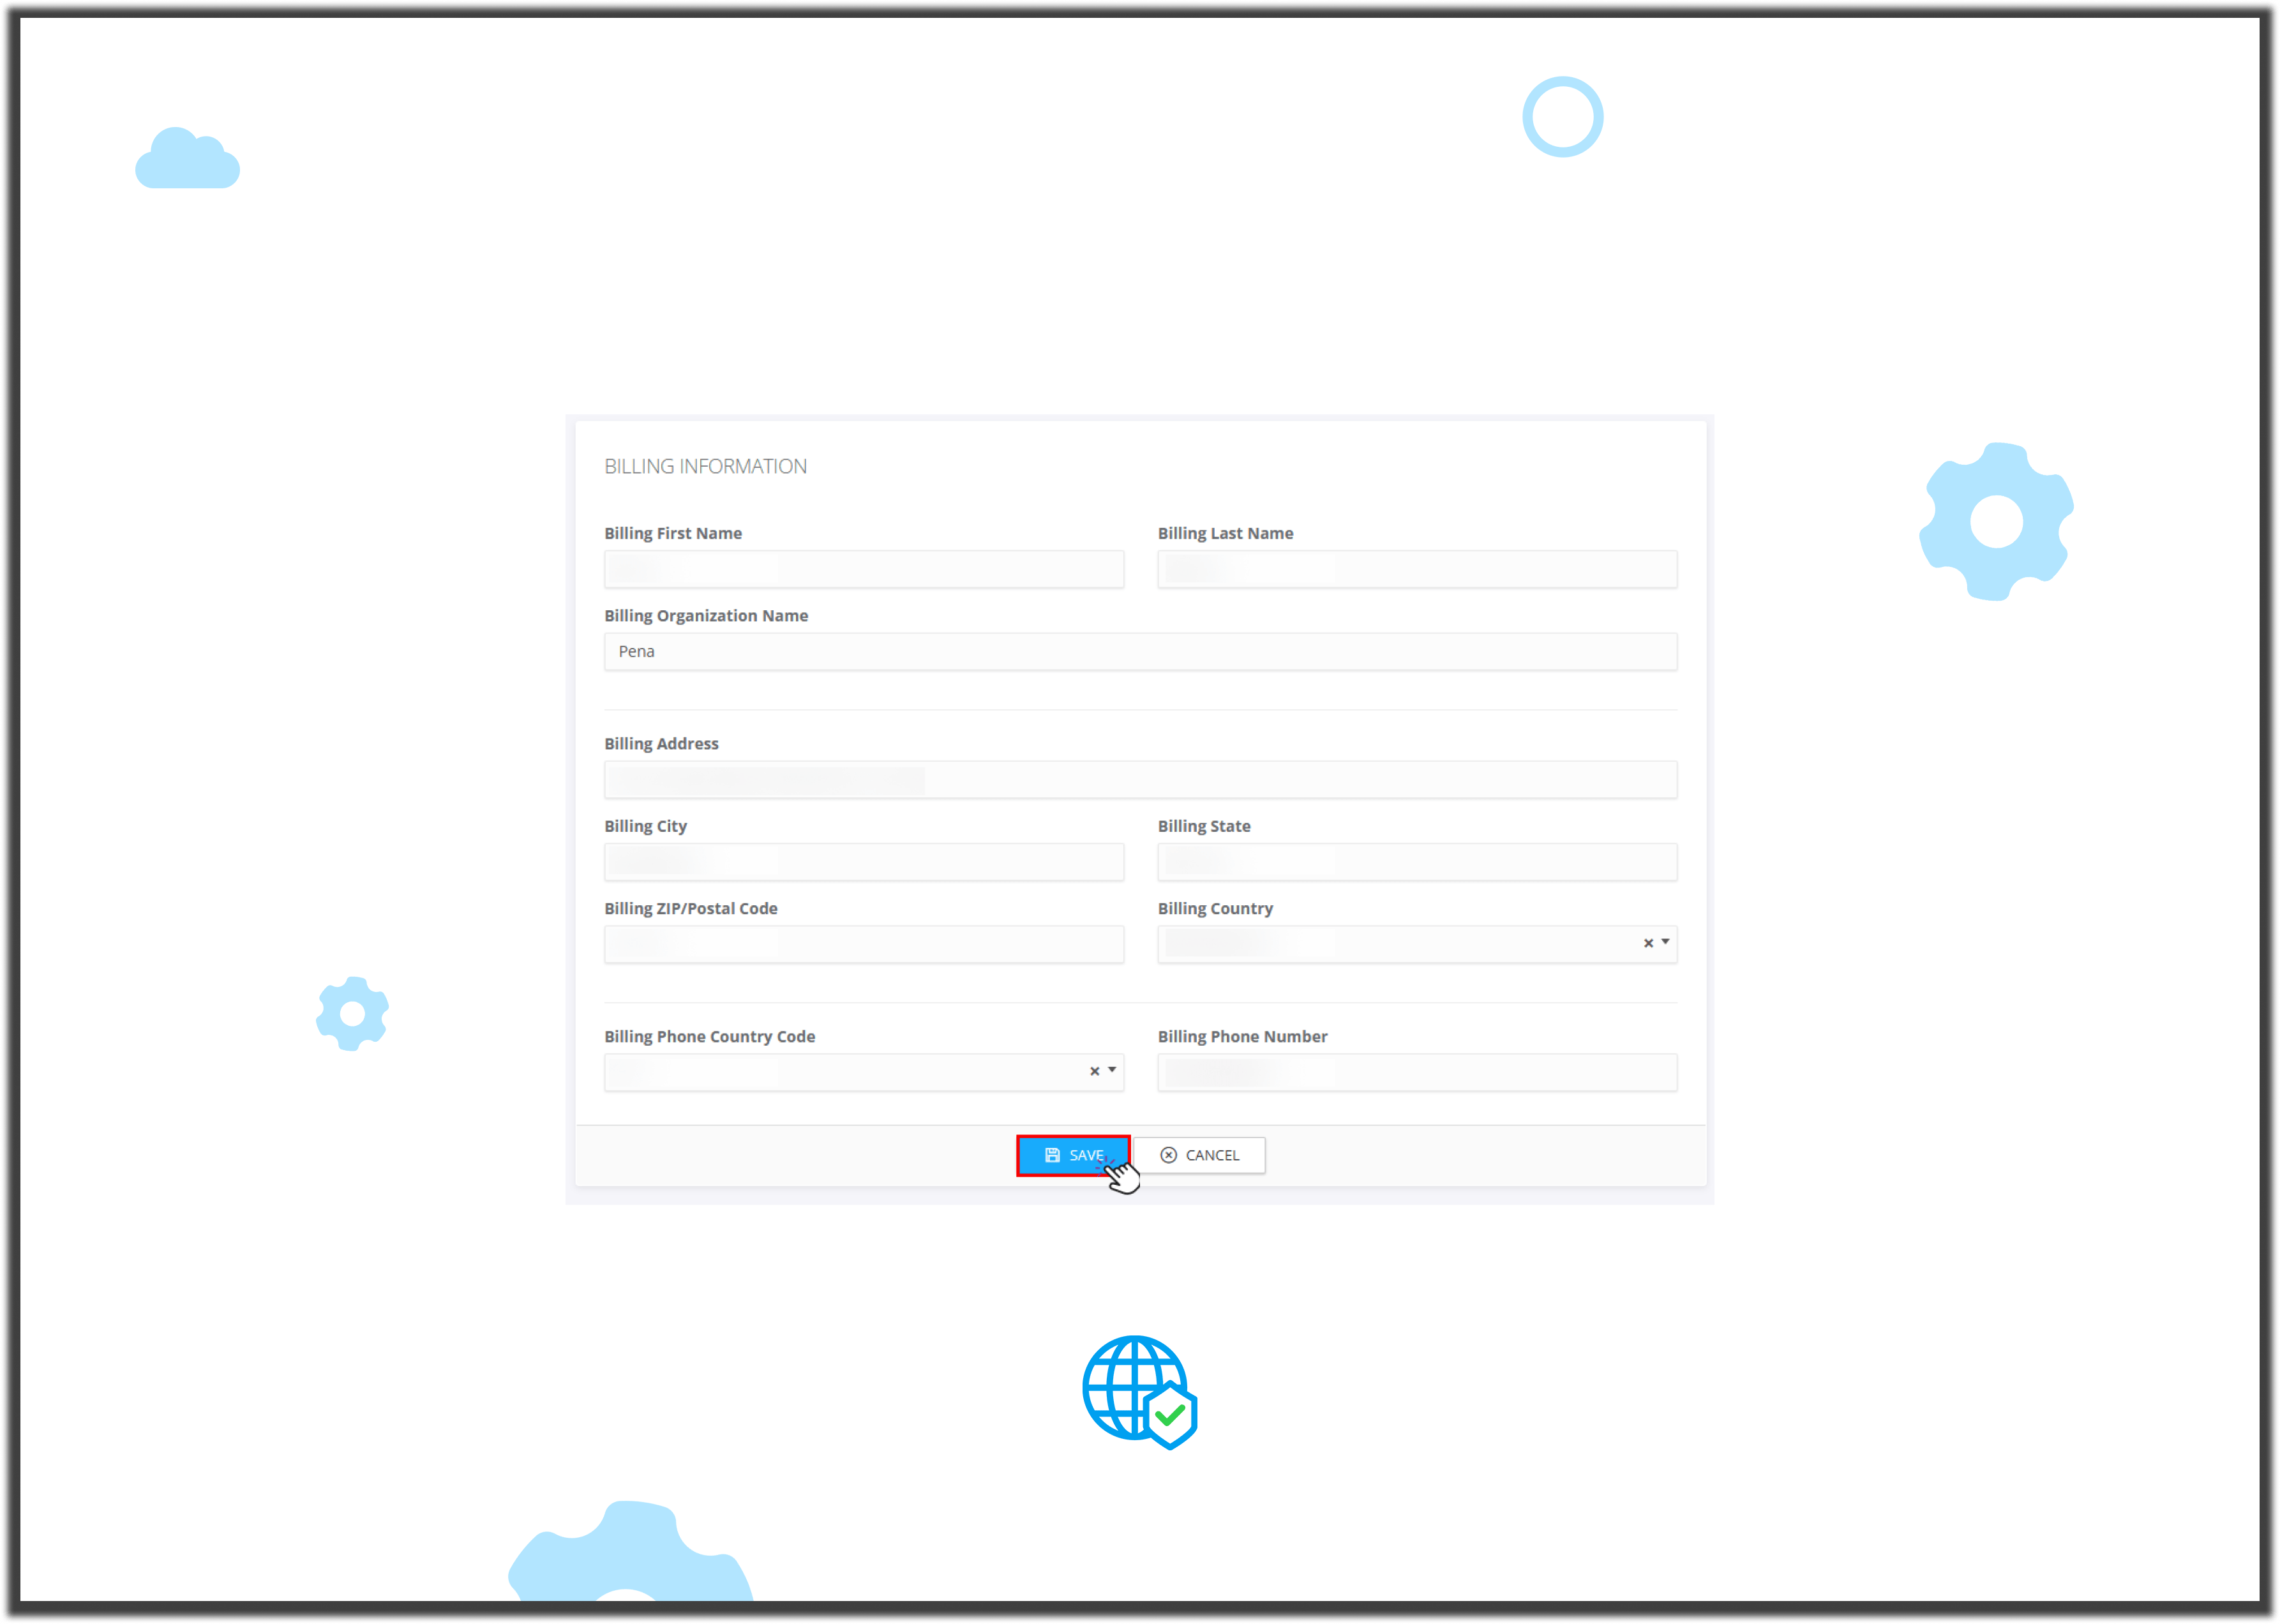 BILLING INFORMATION
Billing First Name
Billing Last Name
Billing Organization Name
Pena
Billing Address
Billing City
Billing State
Billing ZIP/Postal Code
Billing Country
Billing Phone Country Code
Billing Phone Number
SAVE
CANCEL